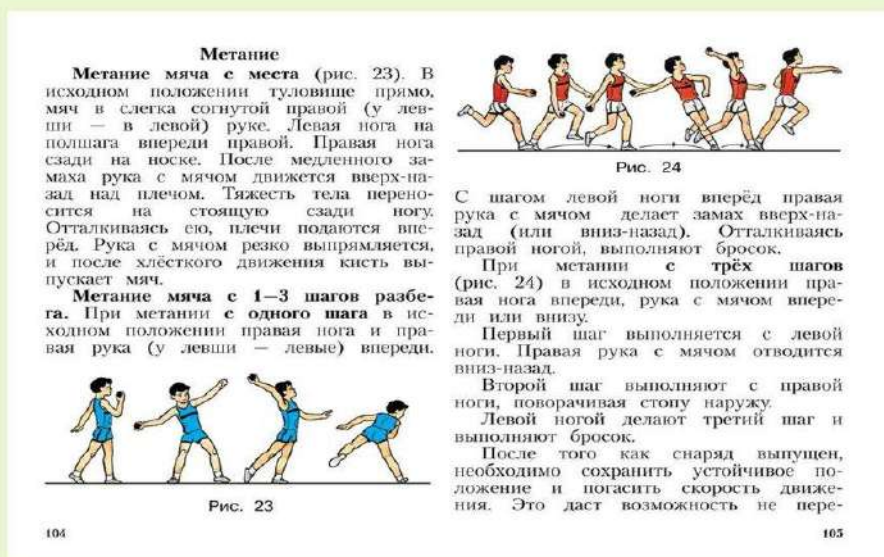 Метание
Метание мяча с места (рис. 23). В
исходном положении туловище прямо,
мяч в слегка согнутой правой (у лев-
ши — в левой) руке. Левая нога на
полшага впереди правой. Правая нога
сзади на носке. После медленного за-
маха рука с мячом движется вверх-на-
зад над плечом. Тяжесть тела перено-
сится на стоящую сзади ногу.
Отталкиваясь ею, плечи подаются впе-
рёд. Рука с мячом резко выпрямляется,
и после хлёсткого движения кисть вы-
пускает мяч.
Метание мяча с 1—3 шагов разбе-
га. При метании с одного шага в ис-
ходном положении правая нога и пра-
вая рука (у левши — левые) впереди.
Рис. 23
104
Рис. 24
С шагом левой ноги вперёд правая
рука с мячом делает замах вверх-на-
зад (или вниз-назад). Отталкиваясь
правой ногой, выполняют бросок.
При метании с трёх шагов
(рис. 24) в исходном положении пра-
вая нога впереди, рука с мячом впере-
ди или внизу.
Первый шаг выполняется с левой
ноги. Правая рука с мячом отводится
вниз-назад.
Второй шаг выполняют с правой
ноги, поворачивая стопу наружу.
Левой ногой делают третий шаг и
выполняют бросок.
После того как снаряд выпущен,
необходимо сохранить устойчивое по-
ложение и погасить скорость движе-
ния. Это даст возможность не пере-
105